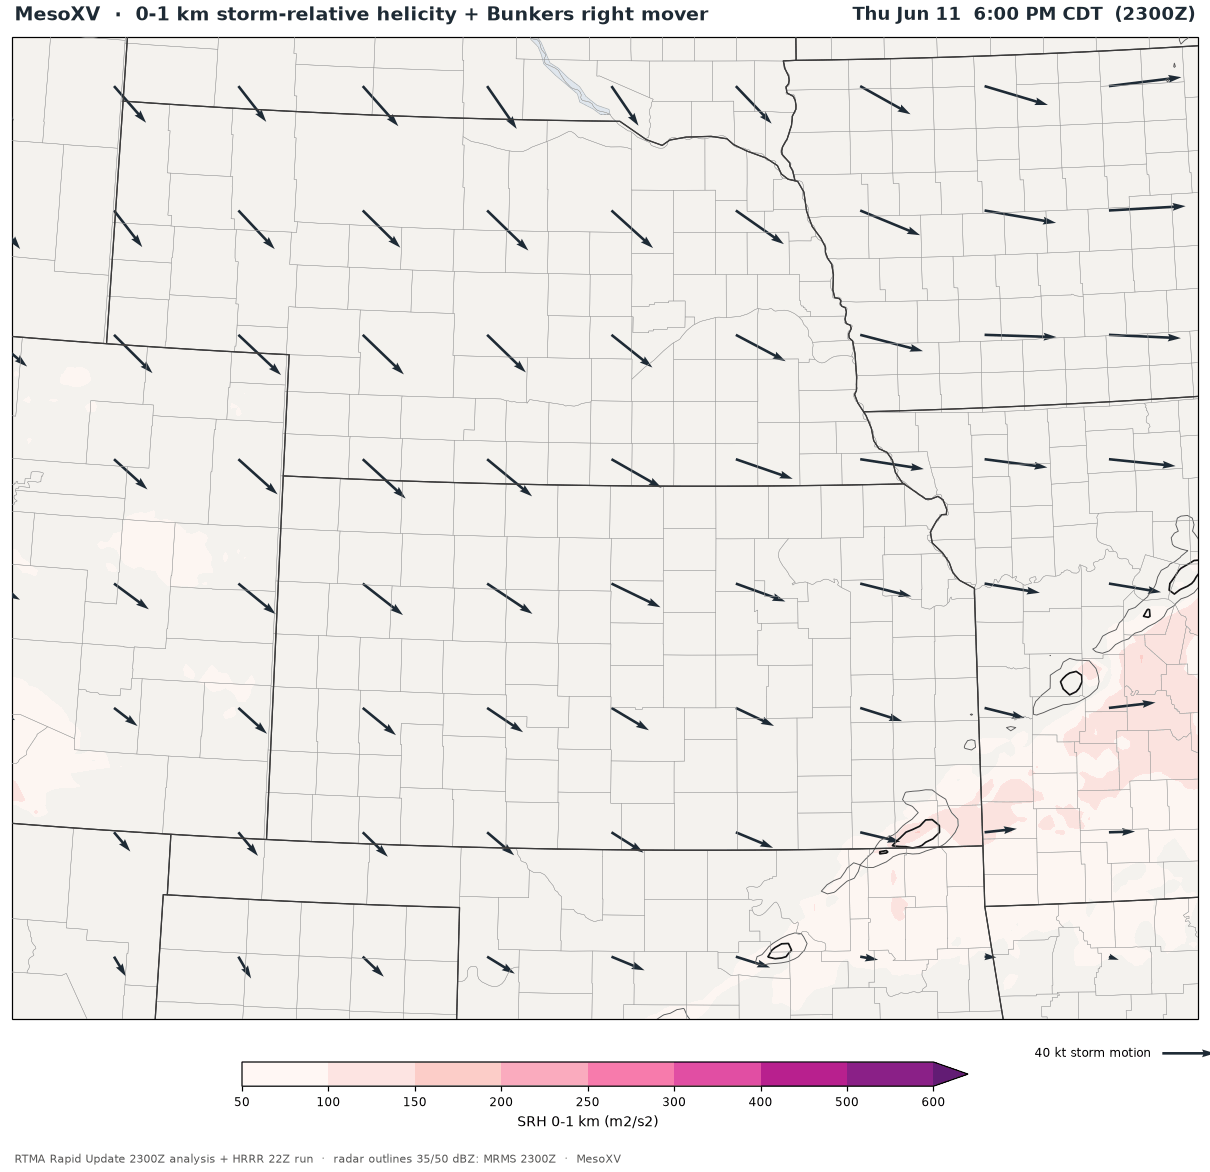 MesoXV · 0-1 km storm-relative helicity + Bunkers right mover
Thu Jun 11 6:00 PM CDT (2300Z)
40 kt storm motion
50 100 150 200 250 300 400 500 600
SRH 0-1 km (m2/s2)
RTMA Rapid Update 2300Z analysis + HRRR 22Z run · radar outlines 35/50 dBZ: MRMS 2300Z · MesoXV